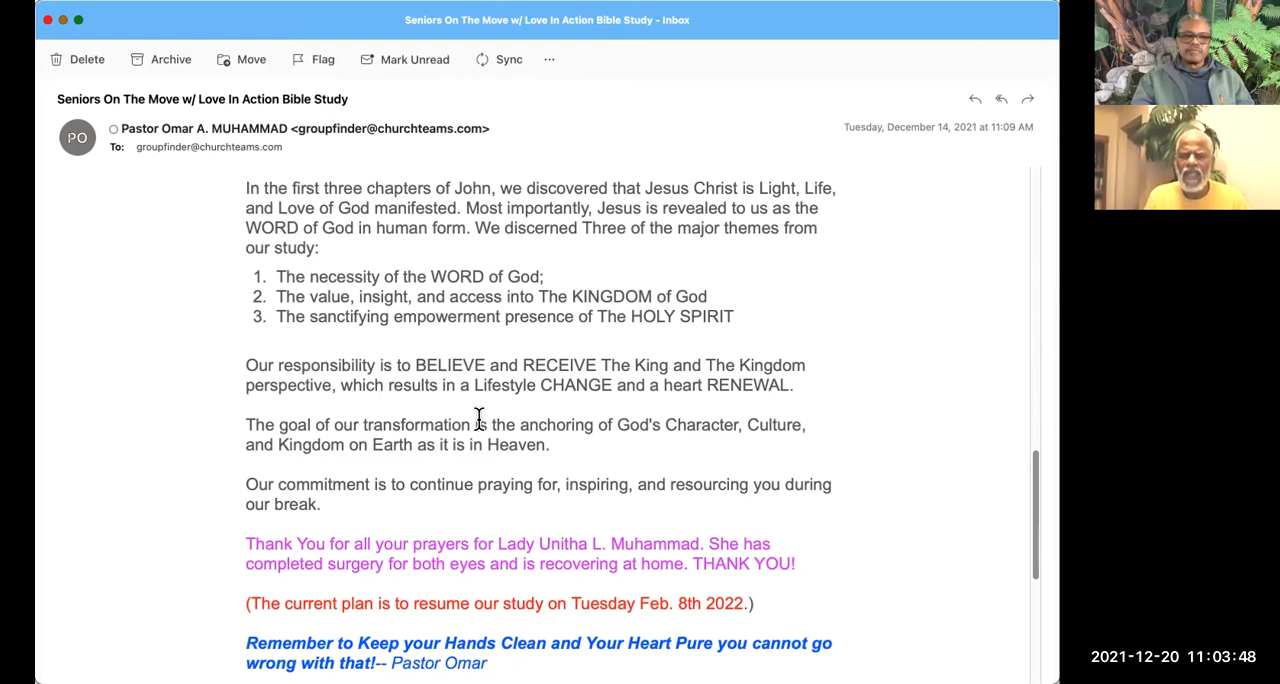 Seniors On The Move w/ Love In Action Bible Study - Inbox
Delete Archive Move Flag Mark Unread Sync ...
Seniors On The Move w/ Love In Action Bible Study
PO
Pastor Omar A. MUHAMMAD <groupfinder@churchteams.com>
Tuesday, December 14, 2021 at 11:09 AM
To: groupfinder@churchteams.com
In the first three chapters of John, we discovered that Jesus Christ is Light, Life,
and Love of God manifested. Most importantly, Jesus is revealed to us as the
WORD of God in human form. We discerned Three of the major themes from
our study:
1. The necessity of the WORD of God;
2. The value, insight, and access into The KINGDOM of God
3. The sanctifying empowerment presence of The HOLY SPIRIT
Our responsibility is to BELIEVE and RECEIVE The King and The Kingdom
perspective, which results in a Lifestyle CHANGE and a heart RENEWAL.
The goal of our transformation is the anchoring of God's Character, Culture,
and Kingdom on Earth as it is in Heaven.
Our commitment is to continue praying for, inspiring, and resourcing you during
our break.
Thank You for all your prayers for Lady Unitha L. Muhammad. She has
completed surgery for both eyes and is recovering at home. THANK YOU!
(The current plan is to resume our study on Tuesday Feb. 8th 2022.)
Remember to Keep your Hands Clean and Your Heart Pure you cannot go
wrong with that!-- Pastor Omar
2021-12-20 11:03:48